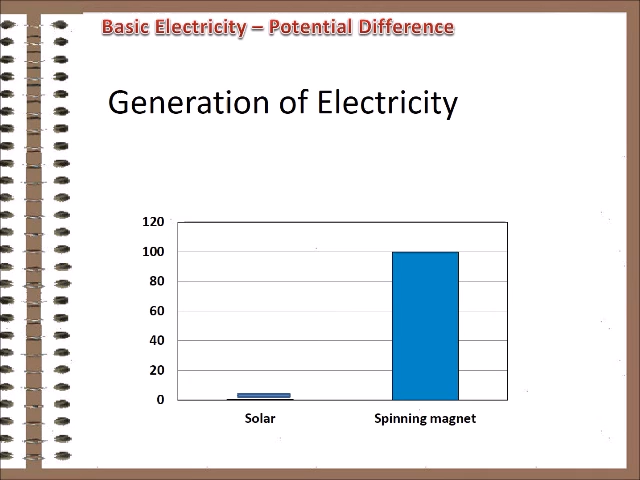 Basic Electricity – Potential Difference
Generation of Electricity
120
100
80
60
40
20
0
Solar Spinning magnet